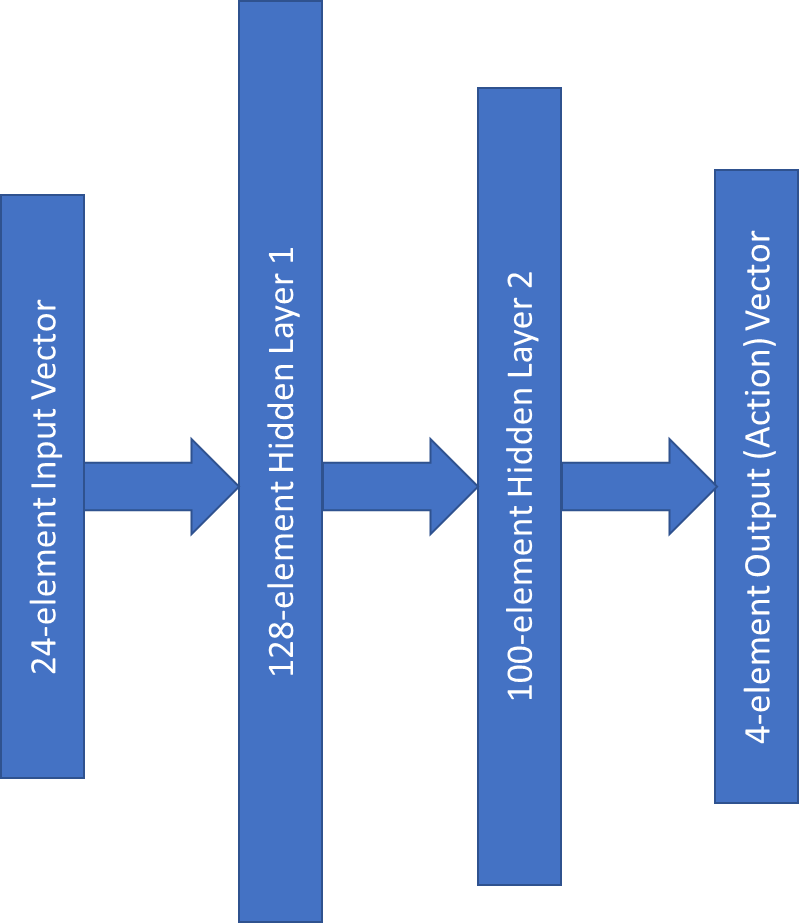 24-element Input Vector
128-element Hidden Layer 1
100-element Hidden Layer 2
4-element Output (Action) Vector